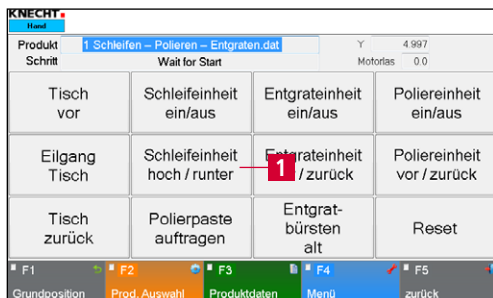 KNECHT
Hand
Produkt 1 Schleifen – Polieren – Entgraten.dat Y 4.997
Schritt Wait for Start Motorlas 0.0
Tisch vor
Schleifeinheit ein/aus
Entgrateinheit ein/aus
Poliereinheit ein/aus
Eilgang Tisch
Schleifeinheit hoch / runter
1
Entgrateinheit / zurück
Poliereinheit vor / zurück
Tisch zurück
Polierpaste auftragen
Entgrat-
bürsten
alt
Reset
F1 F2 F3 F4 F5
Grundposition Prod. Auswahl Produktdaten Menü zurück